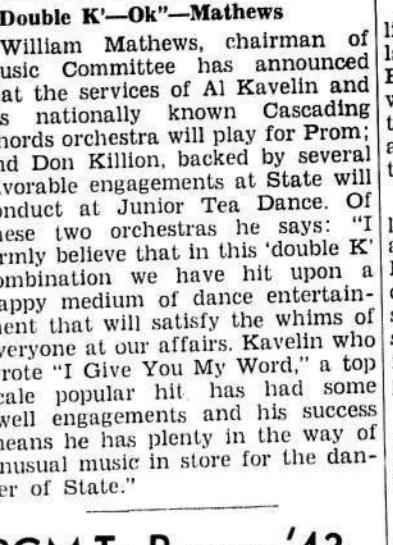 Double K'—Ok"—Mathews
William Mathews, chairman of
usic Committee has announced
at the services of Al Kavelin and
s nationally known Cascading
hords orchestra will play for Prom;
nd Don Killion, backed by several
vorable engagements at State will
onduct at Junior Tea Dance. Of
hese two orchestras he says: "I
rmly believe that in this 'double K'
ombination we have hit upon a
appy medium of dance entertain-
ent that will satisfy the whims of
veryone at our affairs. Kavelin who
rote "I Give You My Word," a top
cale popular hit has had some
well engagements and his success
neans he has plenty in the way of
nusual music in store for the dan-
er of State."